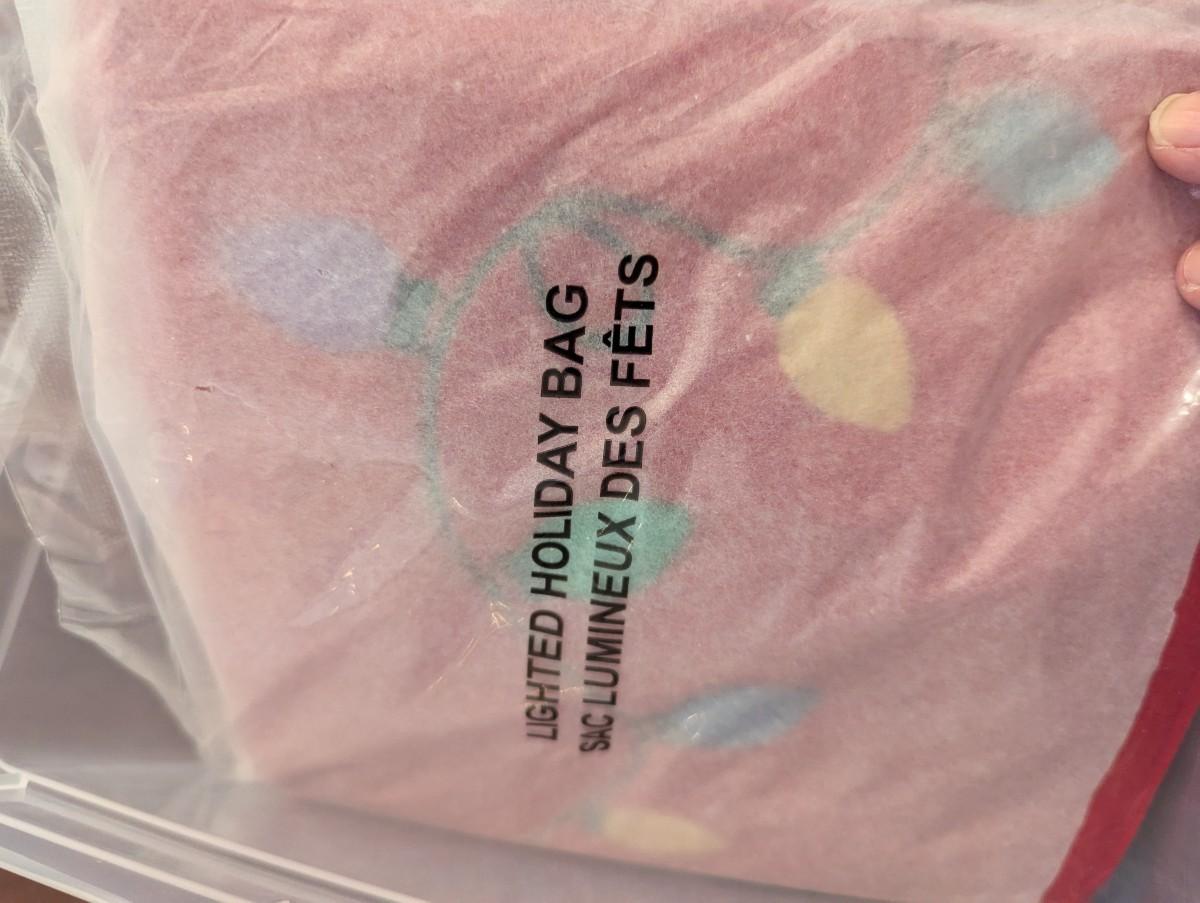 LIGHTED HOLIDAY BAG
SAC LUMINEUX DES FÊTS